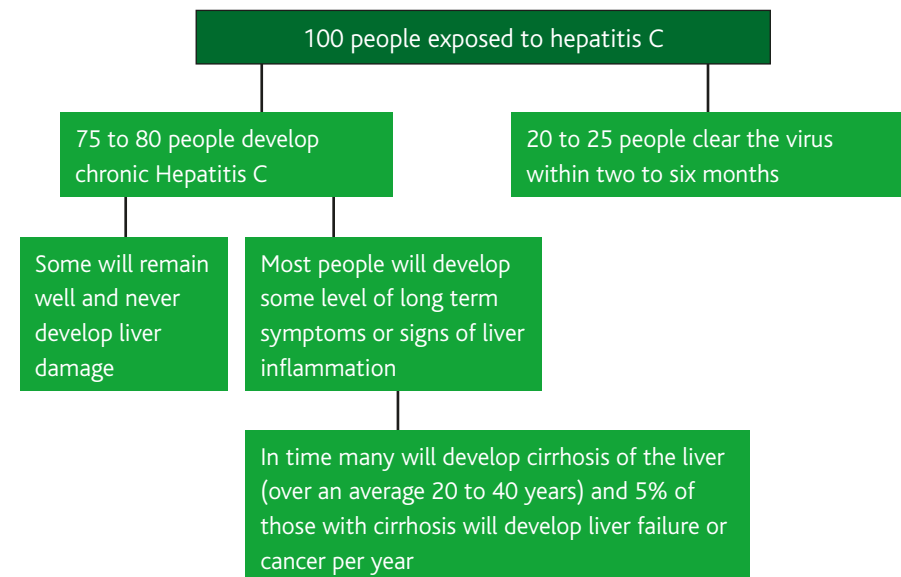 100 people exposed to hepatitis C
75 to 80 people develop
chronic Hepatitis C
20 to 25 people clear the virus
within two to six months
Some will remain
well and never
develop liver
damage
Most people will develop
some level of long term
symptoms or signs of liver
inflammation
In time many will develop cirrhosis of the liver
(over an average 20 to 40 years) and 5% of
those with cirrhosis will develop liver failure or
cancer per year